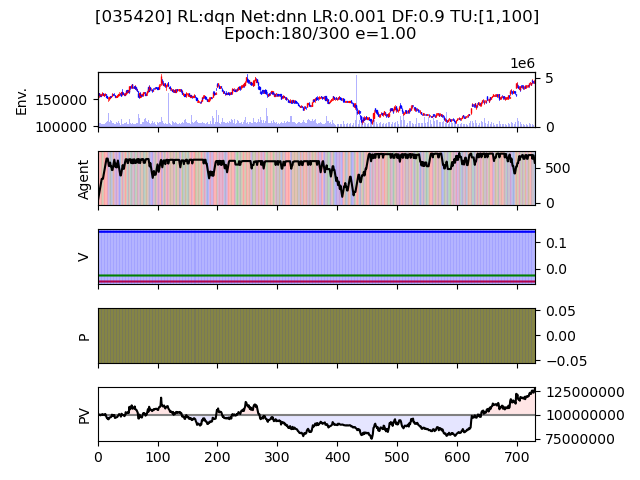 [035420] RL:dqn Net:dnn LR:0.001 DF:0.9 TU:[1,100]
Epoch:180/300 e=1.00
1e6
Env.
150000
100000
5
0
Agent
500
0
V
0.1
0.0
P
0.05
0.00
−0.05
PV
125000000
100000000
75000000
0 100 200 300 400 500 600 700